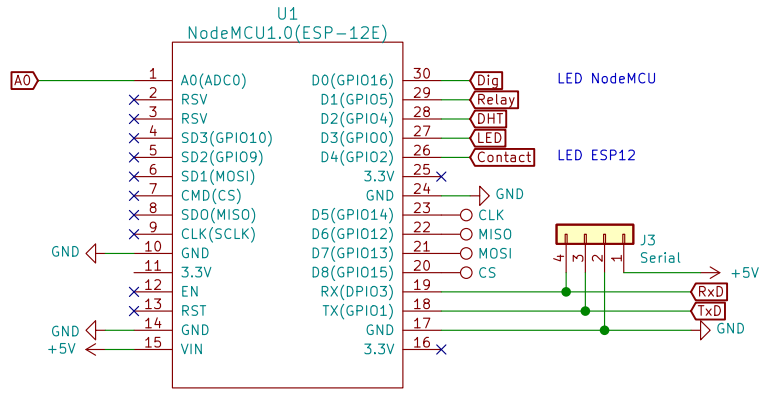 U1
NodeMCU1.0(ESP-12E)
A0 1 A0(ADC0) D0(GPIO16) 30 Dig LED NodeMCU
2 RSV D1(GPIO5) 29 Relay
3 RSV D2(GPIO4) 28 DHT
4 SD3(GPIO10) D3(GPIO0) 27 LED
5 SD2(GPIO9) D4(GPIO2) 26 Contact LED ESP12
6 SD1(MOSI) 3.3V 25
7 CMD(CS) GND 24 GND
8 SDO(MISO) D5(GPIO14) 23 CLK
9 CLK(SCLK) D6(GPIO12) 22 MISO
GND 10 GND D7(GPIO13) 21 MOSI
11 3.3V D8(GPIO15) 20 CS
12 EN RX(DPIO3) 19 RxD
13 RST TX(GPIO1) 18 TxD
GND 14 GND GND 17 GND
+5V 15 VIN 3.3V 16
J3
Serial
4 3 2 1
+5V